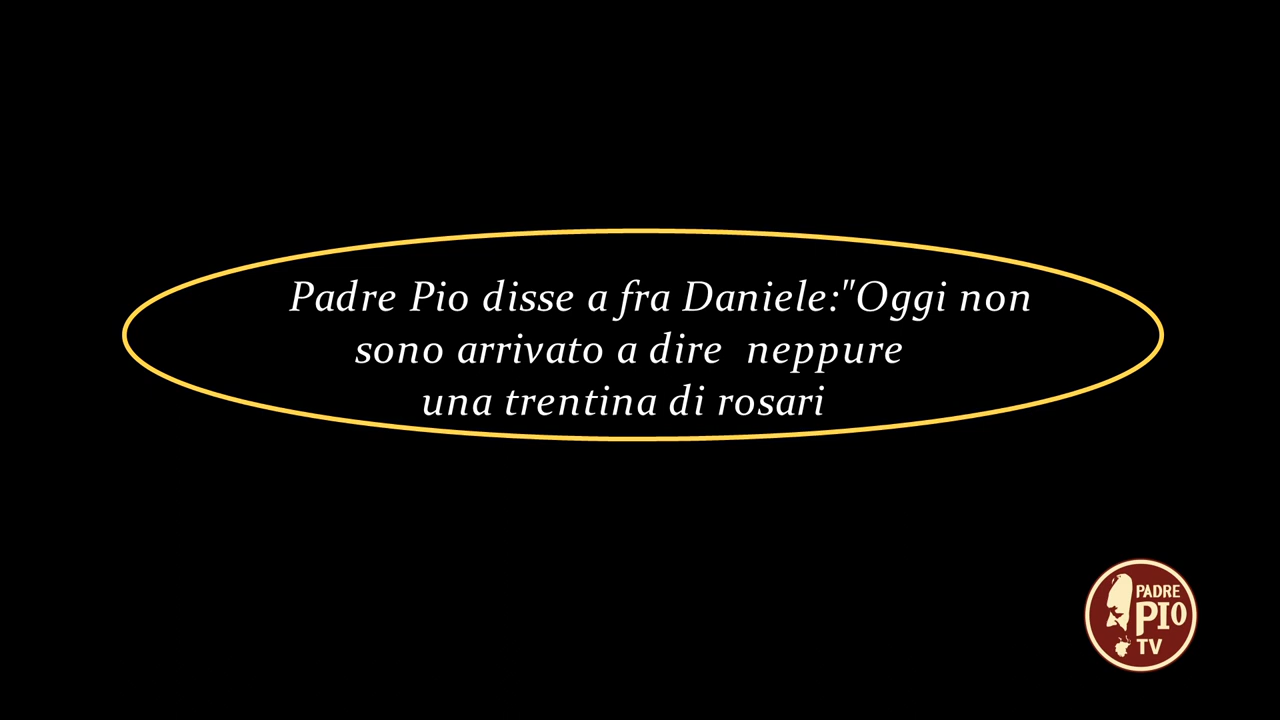 Padre Pio disse a fra Daniele:"Oggi non
sono arrivato a dire  neppure
una trentina di rosari
PADRE
PIO
TV